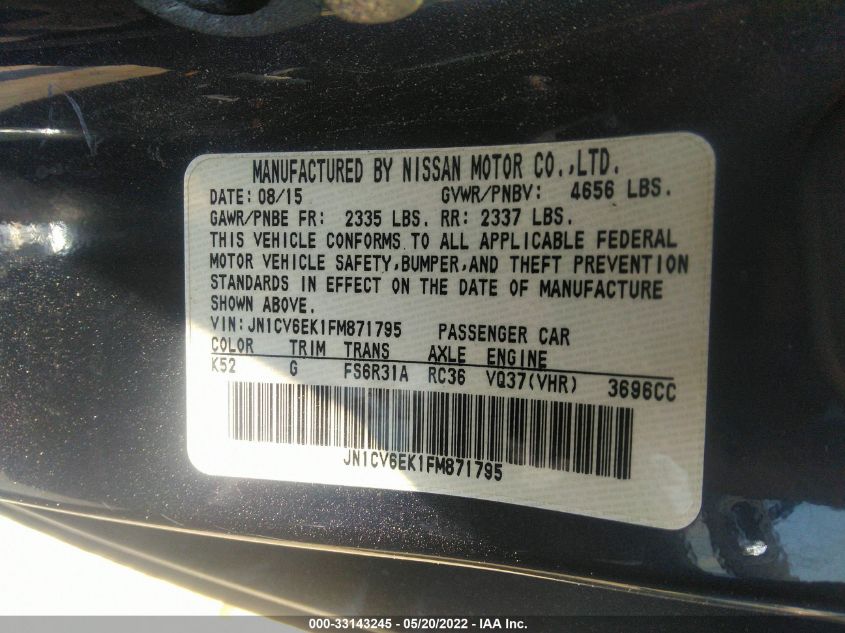 MANUFACTURED BY NISSAN MOTOR CO.,LTD.
DATE: 08/15 GVWR/PNBV: 4656 LBS.
GAWR/PNBE FR: 2335 LBS. RR: 2337 LBS.
THIS VEHICLE CONFORMS TO ALL APPLICABLE FEDERAL
MOTOR VEHICLE SAFETY,BUMPER,AND THEFT PREVENTION
STANDARDS IN EFFECT ON THE DATE OF MANUFACTURE
SHOWN ABOVE.
VIN: JN1CV6EK1FM871795 PASSENGER CAR
COLOR TRIM TRANS AXLE ENGINE
K52 G FS6R31A RC36 VQ37(VHR) 3696CC
JN1CV6EK1FM871795
000-33143245 - 05/20/2022 - IAA Inc.